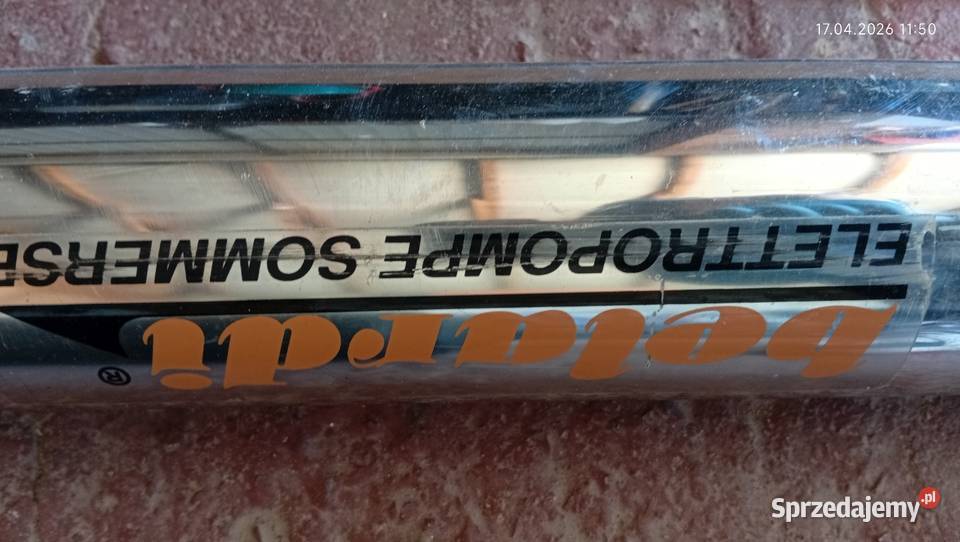 17.04.2026 11:50
belardi®
ELETTROPOMPE SOMMERSE
Sprzedajemy.pl